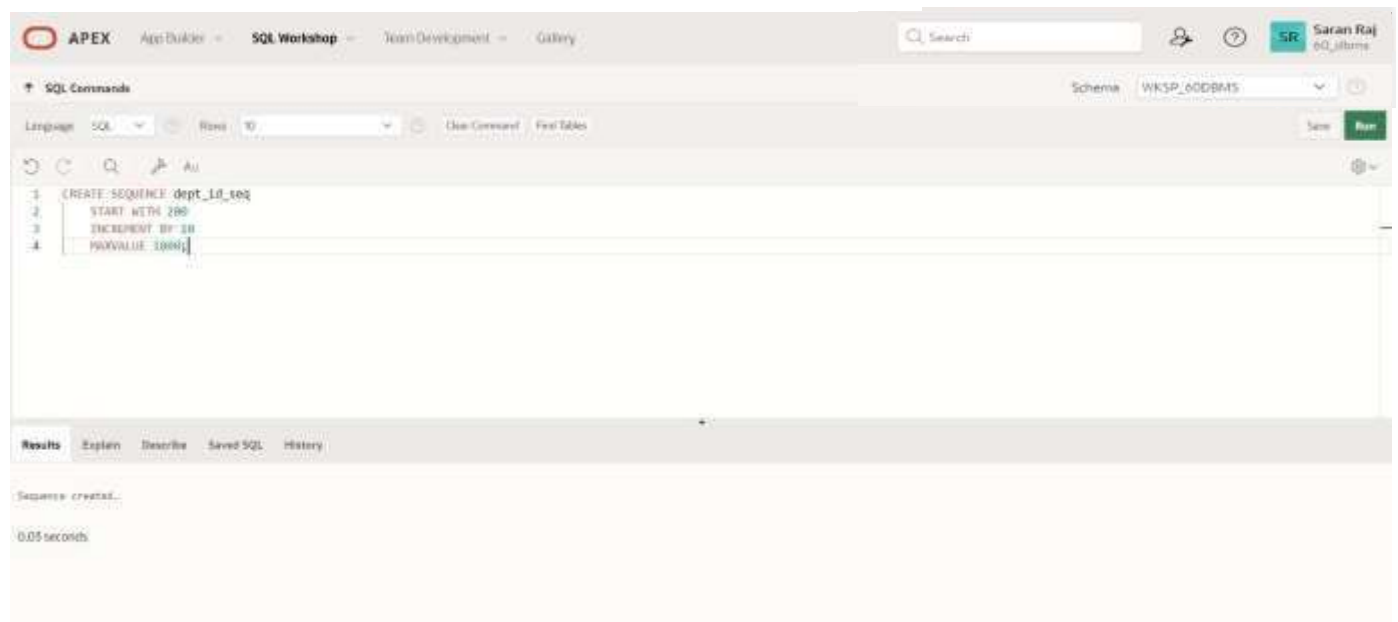 APEX App Builder SQL Workshop Team Development Gallery Search SR Saran Raj
SQL Commands Schema WKSP_60DBMS
Language SQL Rows 10 Clear Command Find Tables Save Run
1 CREATE SEQUENCE dept_id_seq
2 START WITH 200
3 INCREMENT BY 10
4 MAXVALUE 1000;
Results Explain Describe Saved SQL History
Sequence created.
0.05 seconds